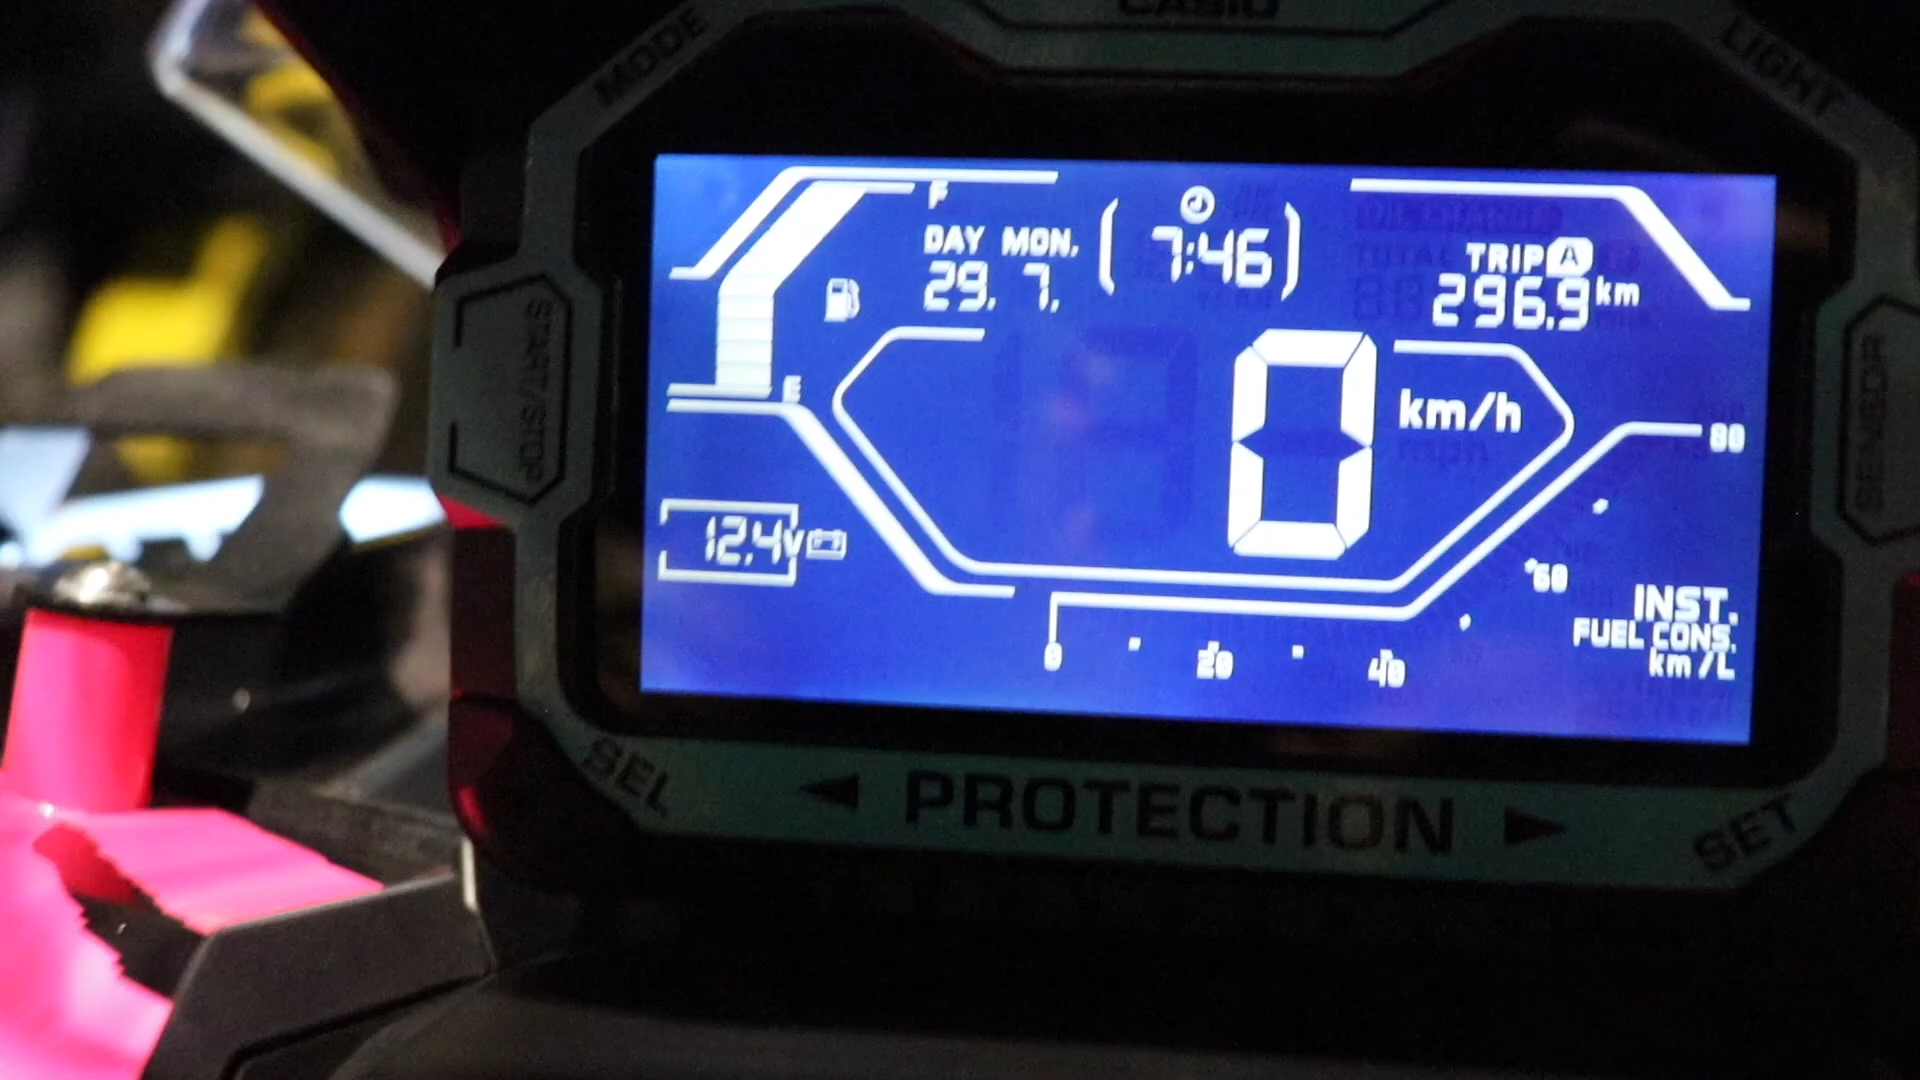 CASIO
MODE
LIGHT
F
DAY MON.
29. 7.
7:46
TRIP A
296.9 km
START/STOP
SENSOR
E
0 km/h
80
12.4V
60
INST.
FUEL CONS.
km/L
0 20 40
SEL
PROTECTION
SET